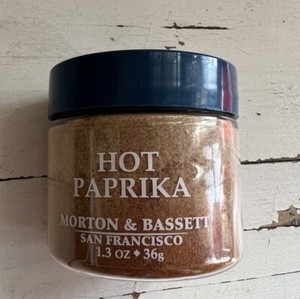 HOT
PAPRIKA
MORTON & BASSETT
SAN FRANCISCO
1.3 oz ◆ 36g